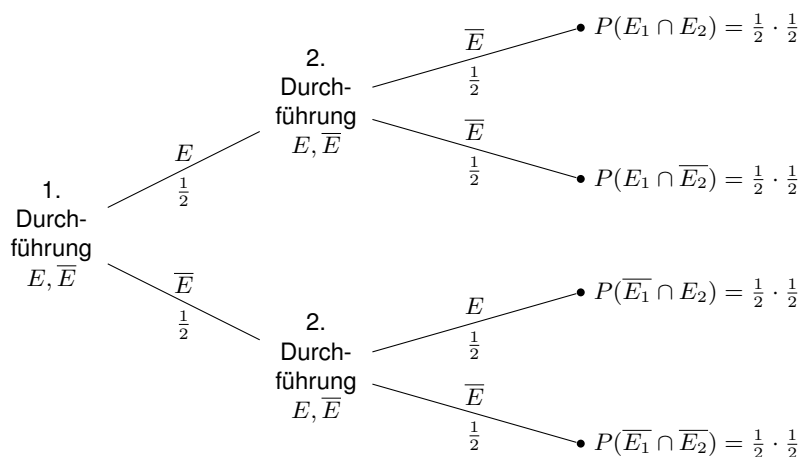 1.
Durch-
führung
E, E̅
E
1/2
E̅
1/2
2.
Durch-
führung
E, E̅
E̅
1/2
E̅
1/2
P(E₁ ∩ E₂) = 1/2 · 1/2
P(E₁ ∩ E̅₂̅) = 1/2 · 1/2
2.
Durch-
führung
E, E̅
E
1/2
E̅
1/2
P(E̅₁̅ ∩ E₂) = 1/2 · 1/2
P(E̅₁̅ ∩ E̅₂̅) = 1/2 · 1/2